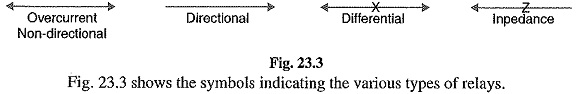 X
Z
Overcurrent
Non-directional
Directional
Differential
Inpedance
Fig. 23.3
Fig. 23.3 shows the symbols indicating the various types of relays.